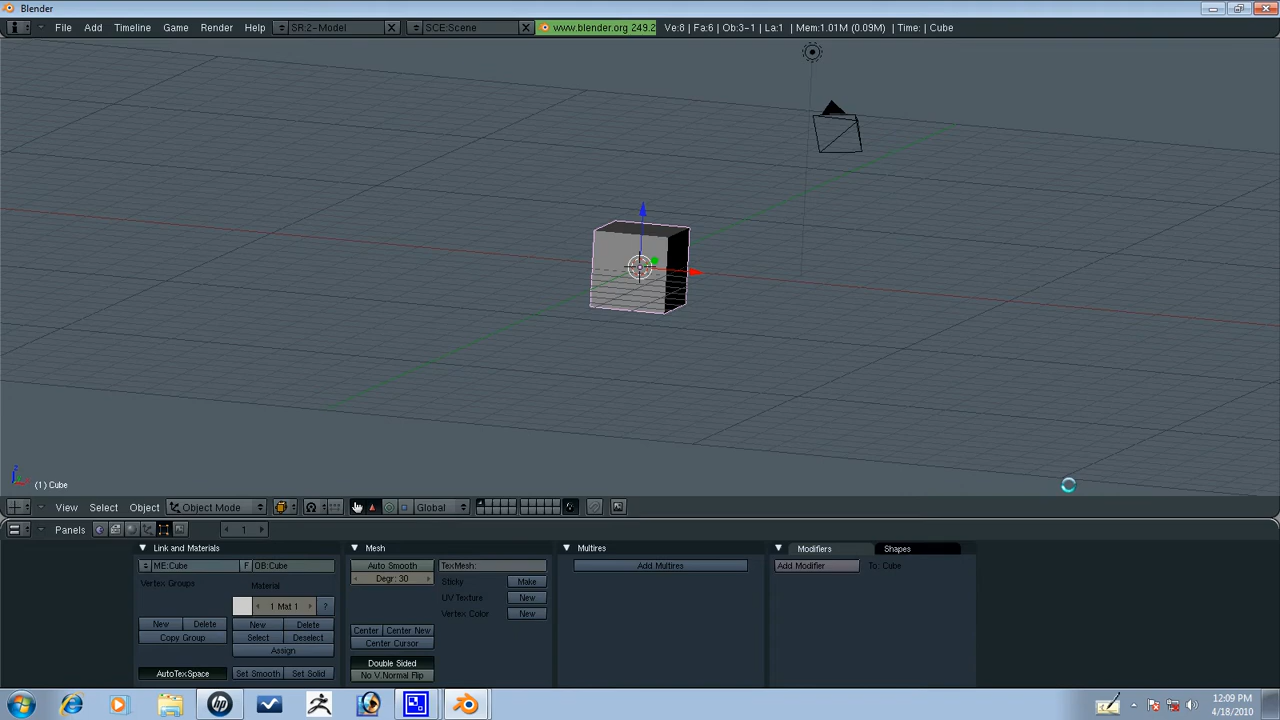 Blender
File Add Timeline Game Render Help SR:2-Model SCE:Scene www.blender.org 249.2 Ve:8 | Fa:6 | Ob:3-1 | La:1 | Mem:1.01M (0.09M) | Time: | Cube
z
(1) Cube
View Select Object Object Mode Global
Panels 1
Link and Materials Mesh Multires Modifiers Shapes
ME:Cube F OB:Cube Auto Smooth TexMesh: Add Multires Add Modifier To: Cube
Vertex Groups Material Degr: 30 Sticky Make
1 Mat 1 ? UV Texture New
Vertex Color New
New Delete New Delete Center Center New
Copy Group Select Deselect Center Cursor
Assign
AutoTexSpace Set Smooth Set Solid Double Sided
No V.Normal Flip
12:09 PM
4/18/2010